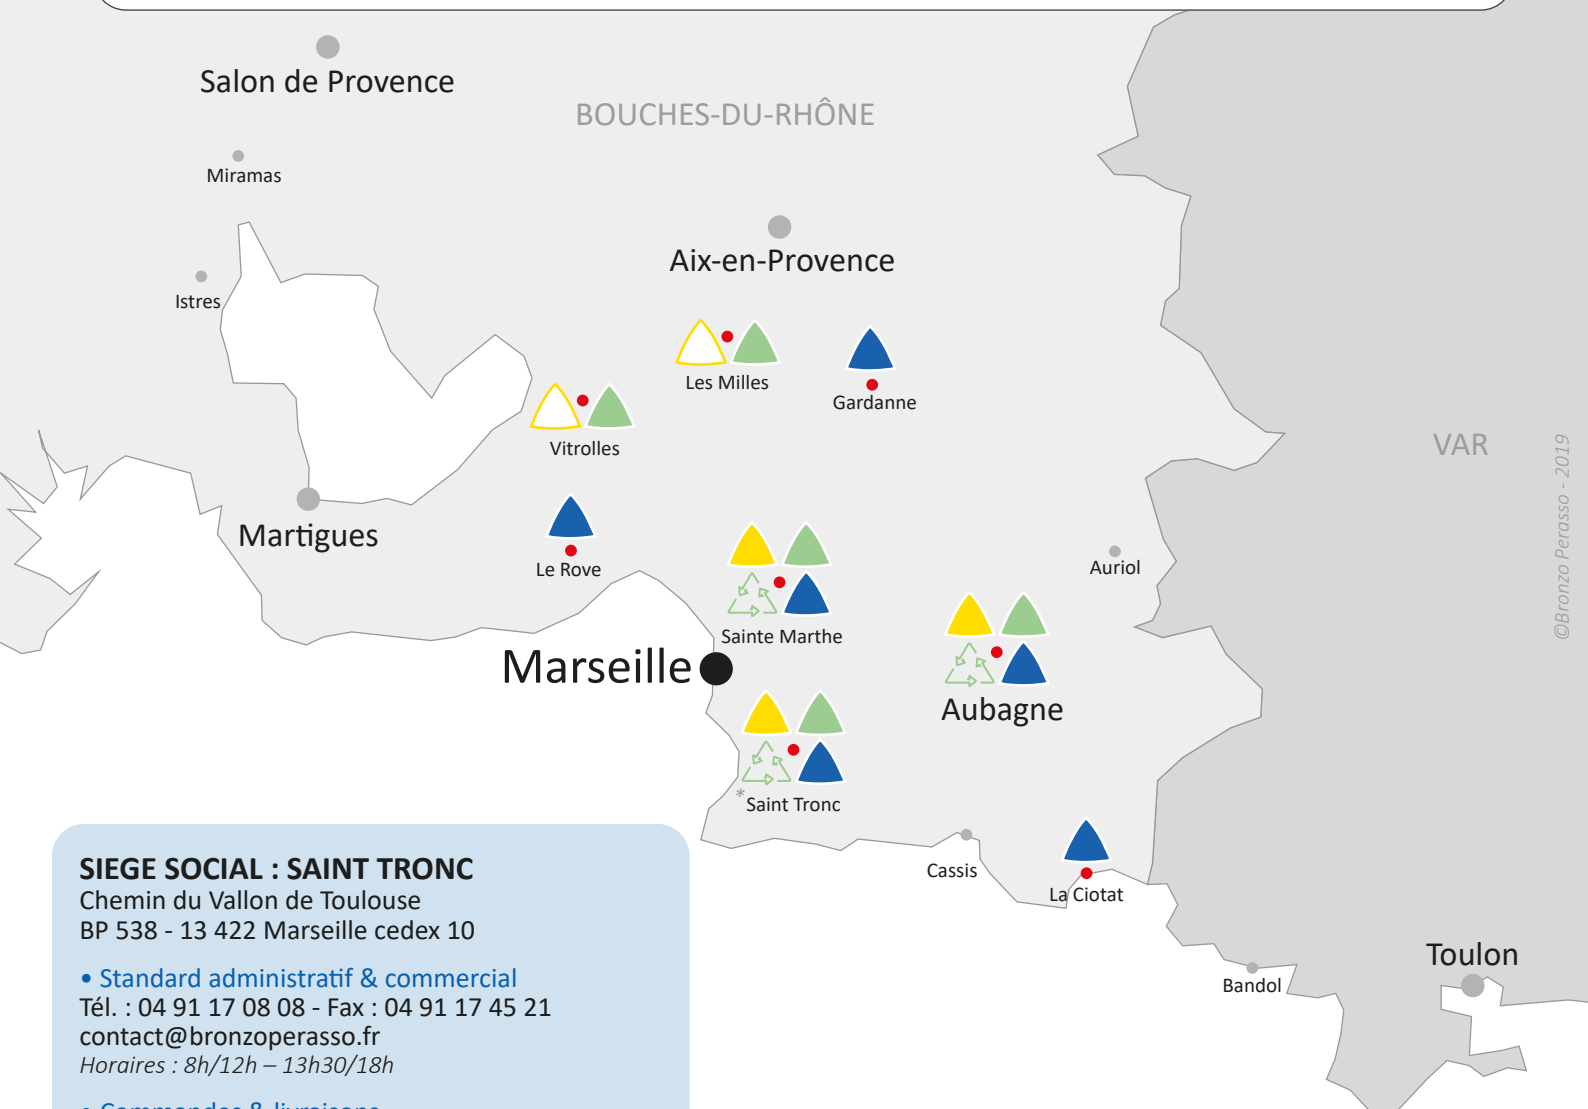 Salon de Provence
BOUCHES-DU-RHÔNE
Miramas
Aix-en-Provence
Istres
Les Milles
Gardanne
Vitrolles
VAR
©Bronzo Perasso - 2019
Martigues
Le Rove
Auriol
Sainte Marthe
Marseille
Aubagne
* Saint Tronc
Cassis
La Ciotat
Toulon
Bandol
SIEGE SOCIAL : SAINT TRONC
Chemin du Vallon de Toulouse
BP 538 - 13 422 Marseille cedex 10
• Standard administratif & commercial
Tél. : 04 91 17 08 08 - Fax : 04 91 17 45 21
contact@bronzoperasso.fr
Horaires : 8h/12h – 13h30/18h
• Commandes & livraisons